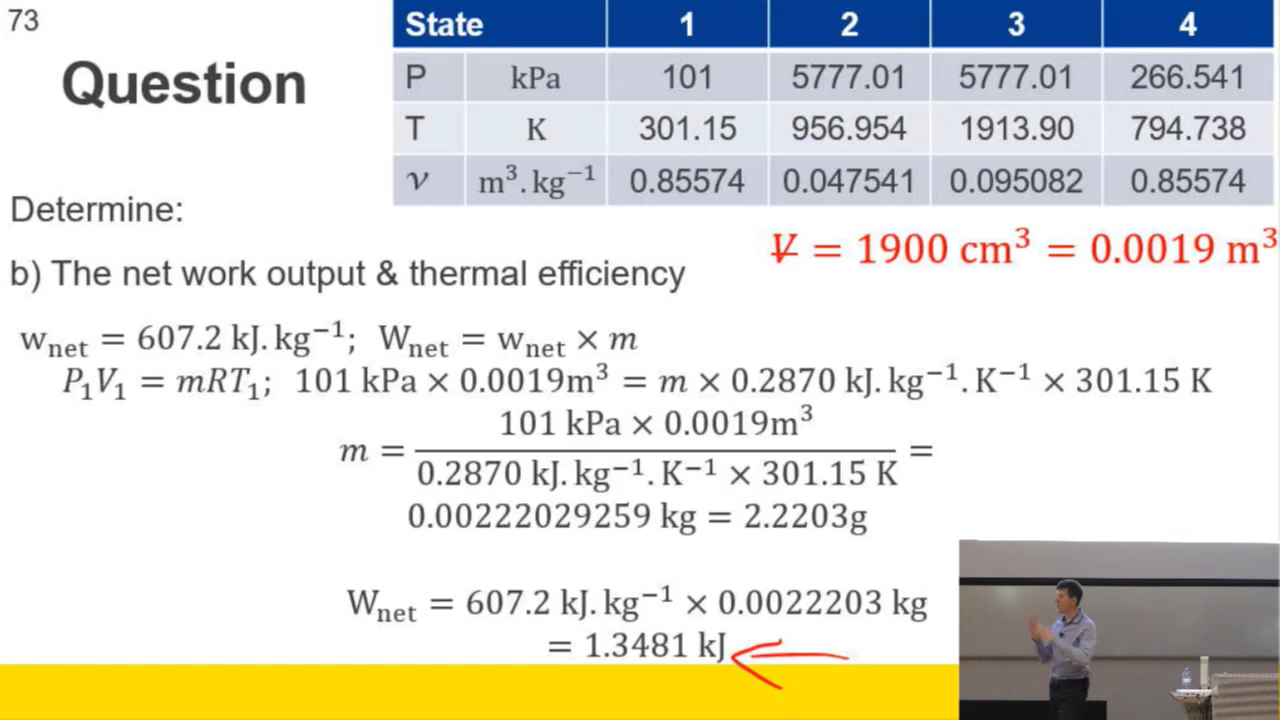 73
Question
State 1 2 3 4
P kPa 101 5777.01 5777.01 266.541
T K 301.15 956.954 1913.90 794.738
𝜈 m³.kg⁻¹ 0.85574 0.047541 0.095082 0.85574
Determine:
V̶ = 1900 cm³ = 0.0019 m³
b) The net work output & thermal efficiency
w_net = 607.2 kJ.kg⁻¹; W_net = w_net × m
P₁V₁ = mRT₁; 101 kPa × 0.0019m³ = m × 0.2870 kJ.kg⁻¹.K⁻¹ × 301.15 K
101 kPa × 0.0019m³
m = =
0.2870 kJ.kg⁻¹.K⁻¹ × 301.15 K
0.00222029259 kg = 2.2203g
W_net = 607.2 kJ.kg⁻¹ × 0.0022203 kg
= 1.3481 kJ